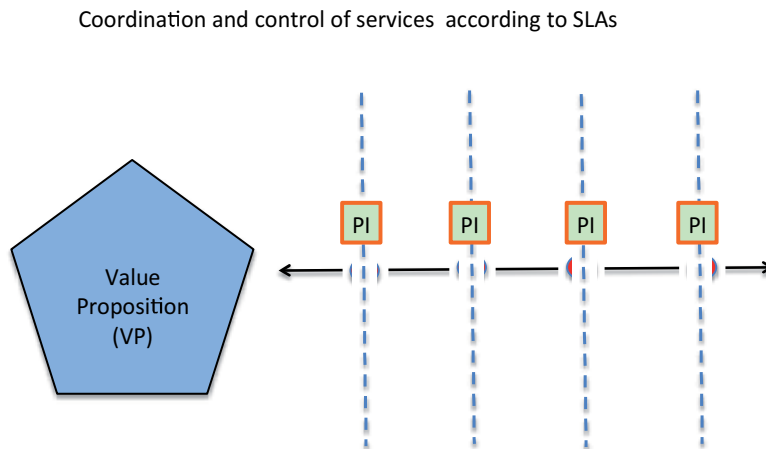 Coordination and control of services according to SLAs
PI PI PI PI
Value
Proposition
(VP)